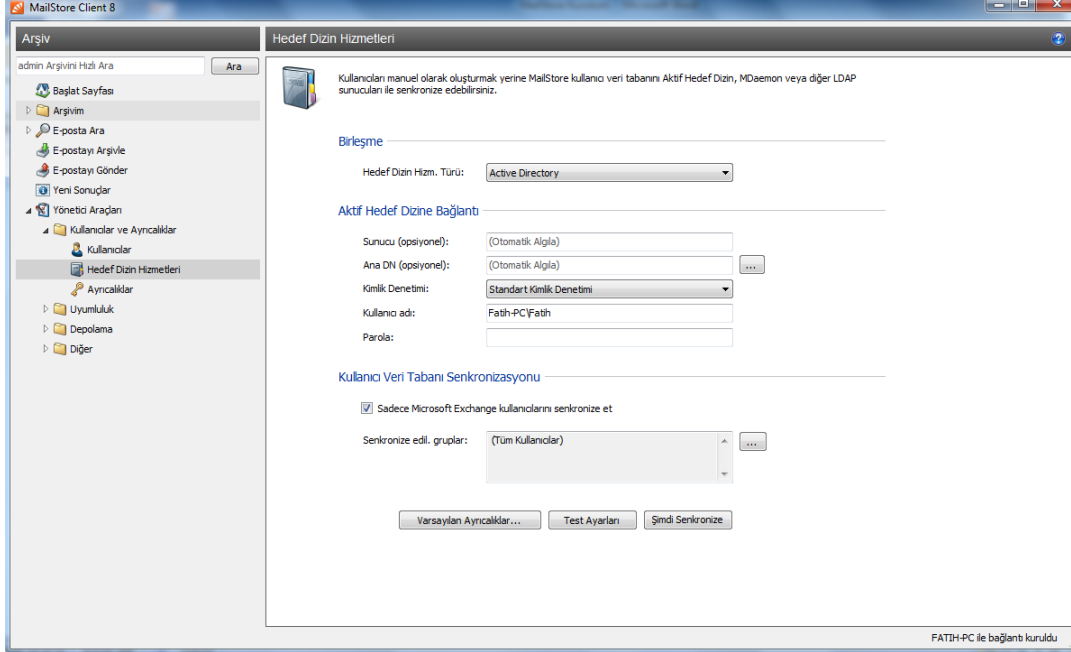 MailStore Client 8
Arşiv
Hedef Dizin Hizmetleri
admin Arşivini Hızlı Ara
Ara
Başlat Sayfası
Arşivim
E-posta Ara
E-postayı Arşivle
E-postayı Gönder
Yeni Sonuçlar
Yönetici Araçları
Kullanıcılar ve Ayrıcalıklar
Kullanıcılar
Hedef Dizin Hizmetleri
Ayrıcalıklar
Uyumluluk
Depolama
Diğer
Kullanıcıları manuel olarak oluşturmak yerine MailStore kullanıcı veri tabanını Aktif Hedef Dizin, MDaemon veya diğer LDAP
sunucuları ile senkronize edebilirsiniz.
Birleşme
Hedef Dizin Hizm. Türü: Active Directory
Aktif Hedef Dizine Bağlantı
Sunucu (opsiyonel): (Otomatik Algıla)
Ana DN (opsiyonel): (Otomatik Algıla) ...
Kimlik Denetimi: Standart Kimlik Denetimi
Kullanıcı adı: Fatih-PC\Fatih
Parola:
Kullanıcı Veri Tabanı Senkronizasyonu
Sadece Microsoft Exchange kullanıcılarını senkronize et
Senkronize edil. gruplar: (Tüm Kullanıcılar) ...
Varsayılan Ayrıcalıklar... Test Ayarları Şimdi Senkronize
FATIH-PC ile bağlantı kuruldu